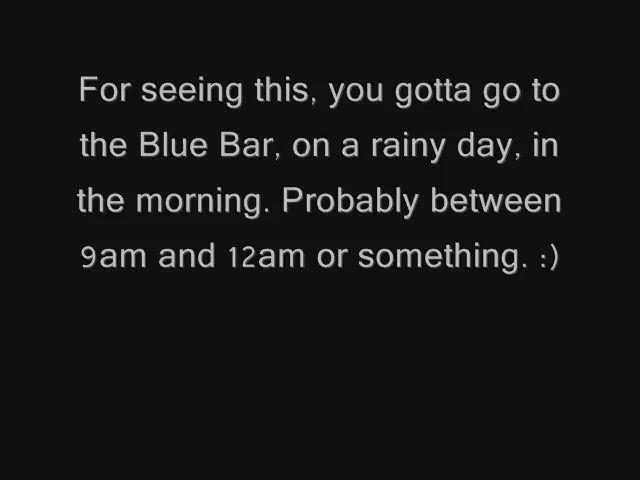 For seeing this, you gotta go to
the Blue Bar, on a rainy day, in
the morning. Probably between
9am and 12am or something. :)